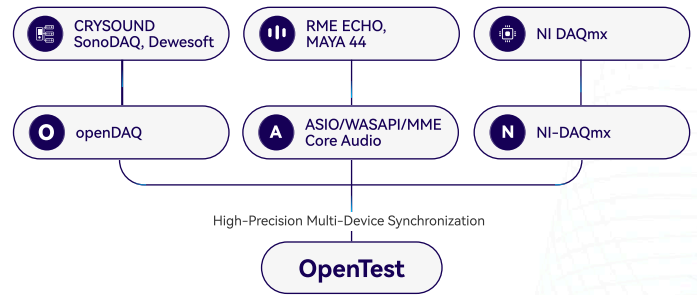 CRYSOUND
SonoDAQ, Dewesoft
RME ECHO,
MAYA 44
NI DAQmx
O
openDAQ
A
ASIO/WASAPI/MME
Core Audio
N
NI-DAQmx
High-Precision Multi-Device Synchronization
OpenTest